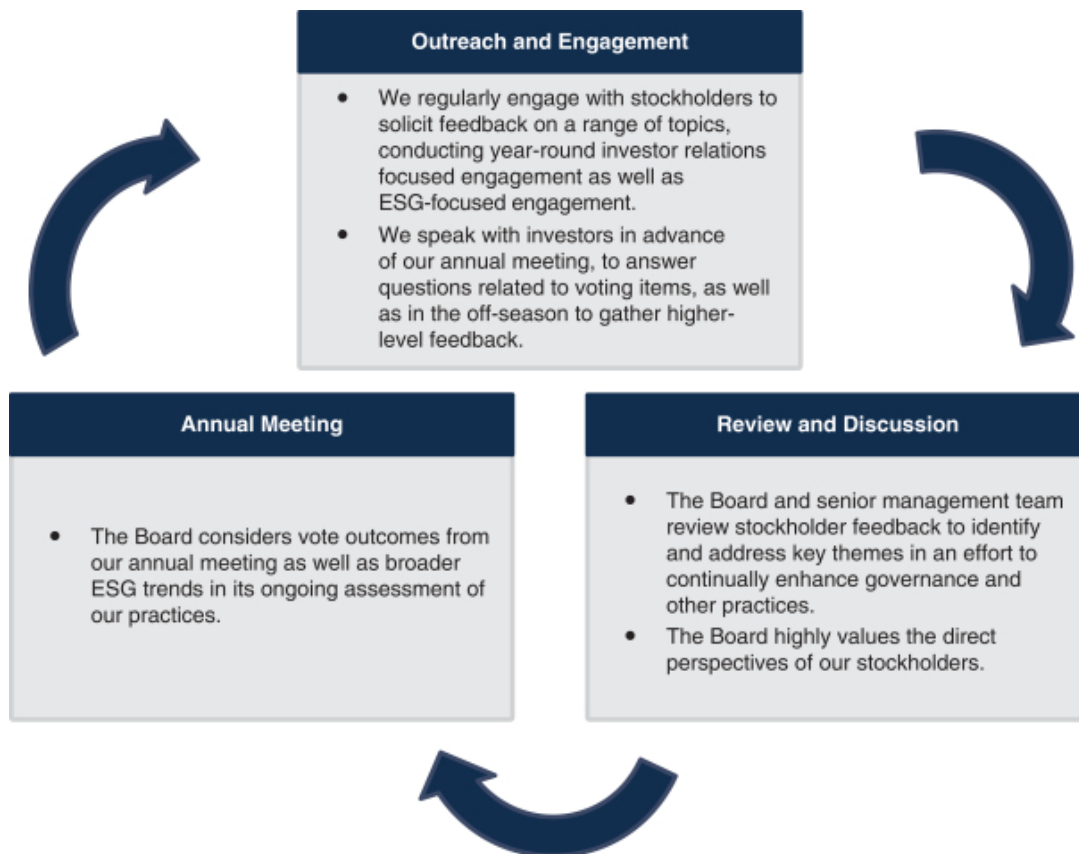 Outreach and Engagement
• We regularly engage with stockholders to
solicit feedback on a range of topics,
conducting year-round investor relations
focused engagement as well as
ESG-focused engagement.
• We speak with investors in advance
of our annual meeting, to answer
questions related to voting items, as well
as in the off-season to gather higher-
level feedback.
Annual Meeting
• The Board considers vote outcomes from
our annual meeting as well as broader
ESG trends in its ongoing assessment of
our practices.
Review and Discussion
• The Board and senior management team
review stockholder feedback to identify
and address key themes in an effort to
continually enhance governance and
other practices.
• The Board highly values the direct
perspectives of our stockholders.